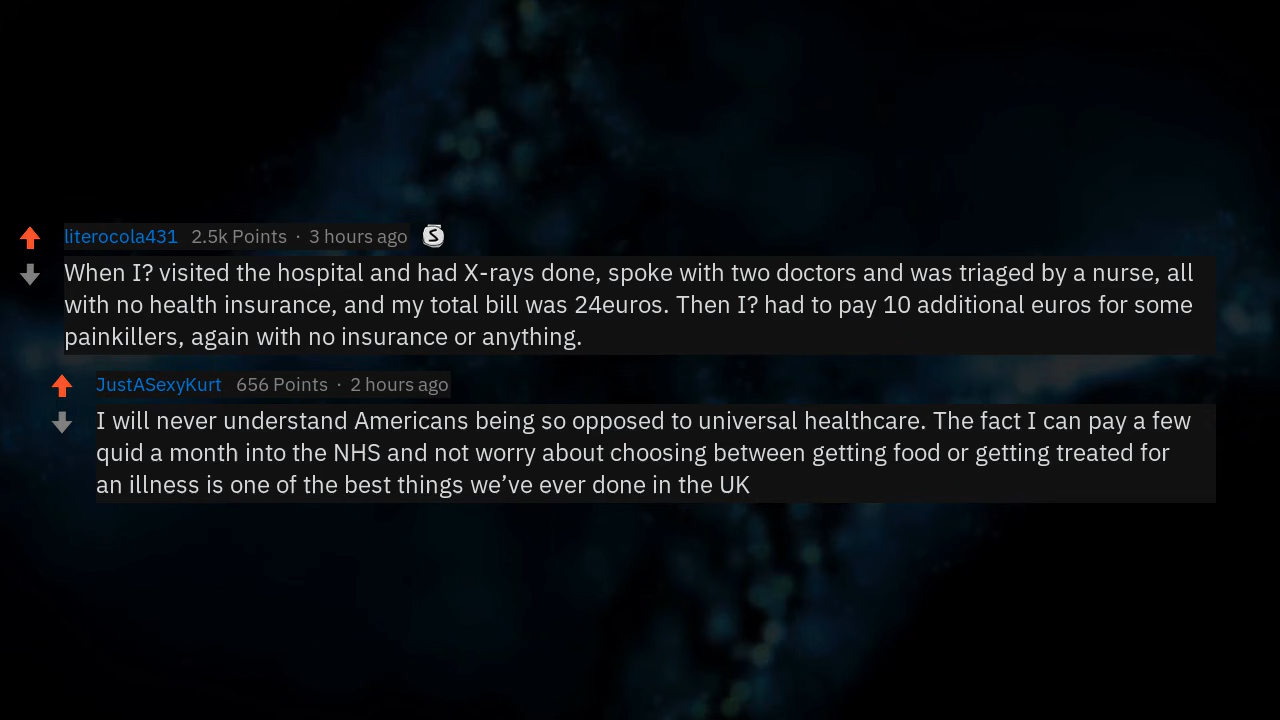 literocola431 2.5k Points · 3 hours ago S
When I? visited the hospital and had X-rays done, spoke with two doctors and was triaged by a nurse, all
with no health insurance, and my total bill was 24euros. Then I? had to pay 10 additional euros for some
painkillers, again with no insurance or anything.
JustASexyKurt 656 Points · 2 hours ago
I will never understand Americans being so opposed to universal healthcare. The fact I can pay a few
quid a month into the NHS and not worry about choosing between getting food or getting treated for
an illness is one of the best things we’ve ever done in the UK